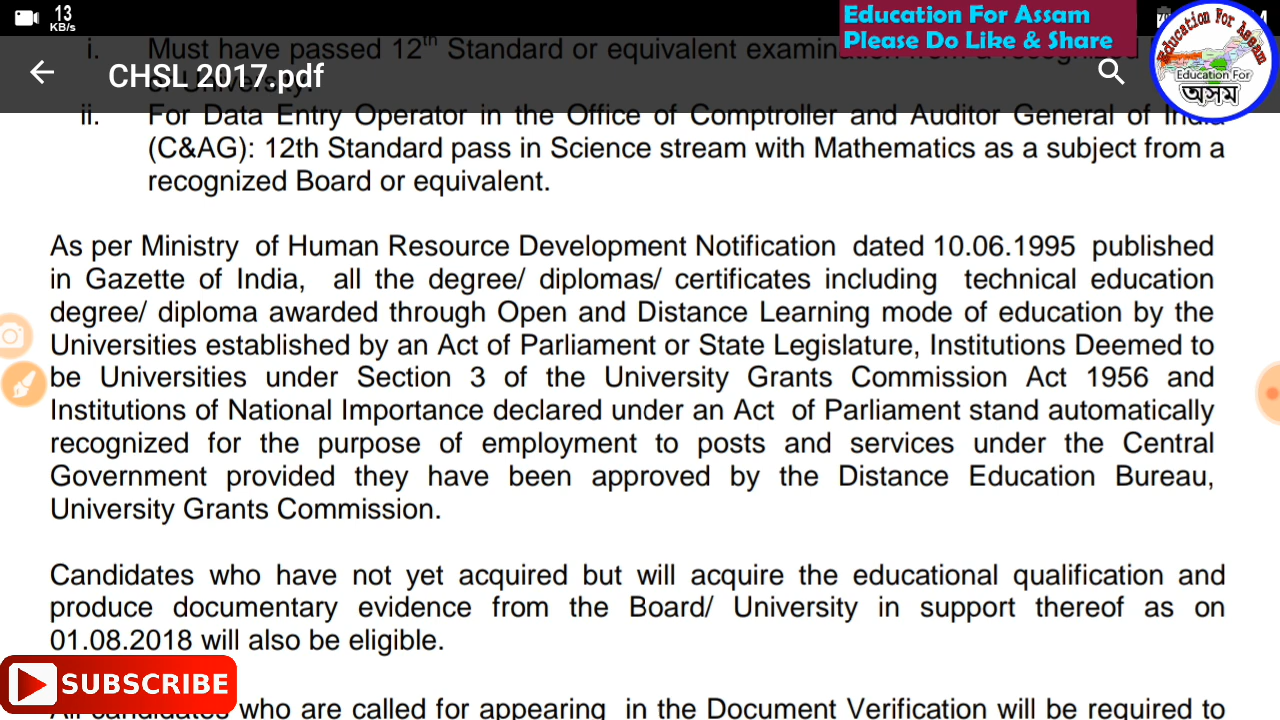 13
KB/s
Education For Assam
Please Do Like & Share
Education For Assam
Education For
অসম
CHSL 2017.pdf
i. Must have passed 12th Standard or equivalent from a recognized
University.
ii. For Data Entry Operator in the Office of Comptroller and Auditor General of India
(C&AG): 12th Standard pass in Science stream with Mathematics as a subject from a
recognized Board or equivalent.
As per Ministry of Human Resource Development Notification dated 10.06.1995 published
in Gazette of India, all the degree/ diplomas/ certificates including technical education
degree/ diploma awarded through Open and Distance Learning mode of education by the
Universities established by an Act of Parliament or State Legislature, Institutions Deemed to
be Universities under Section 3 of the University Grants Commission Act 1956 and
Institutions of National Importance declared under an Act of Parliament stand automatically
recognized for the purpose of employment to posts and services under the Central
Government provided they have been approved by the Distance Education Bureau,
University Grants Commission.
Candidates who have not yet acquired but will acquire the educational qualification and
produce documentary evidence from the Board/ University in support thereof as on
01.08.2018 will also be eligible.
SUBSCRIBE
All candidates who are called for appearing in the Document Verification will be required to